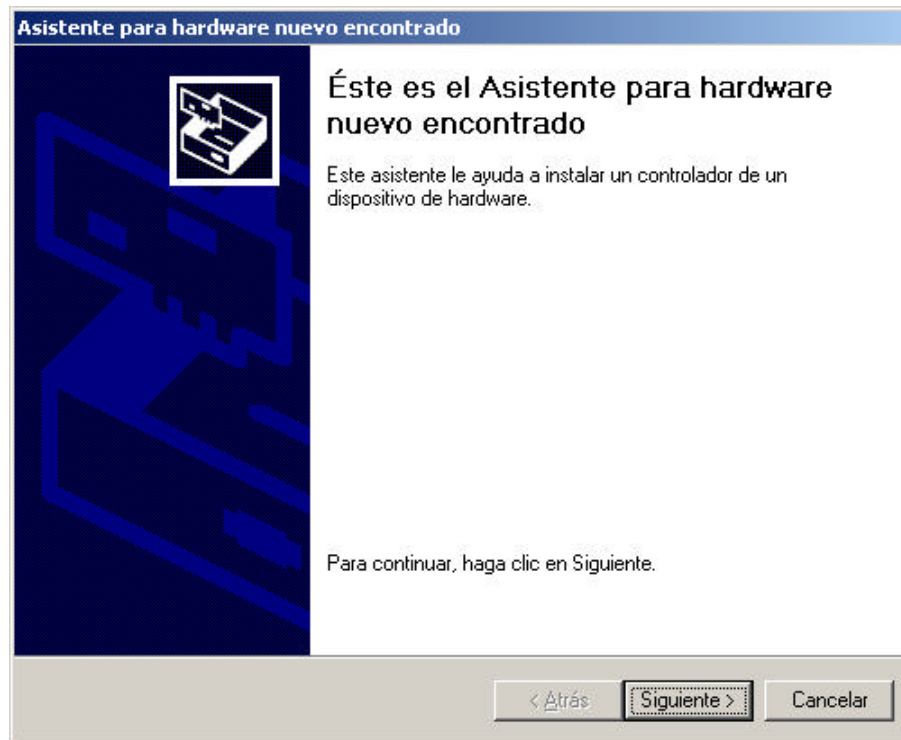 Asistente para hardware nuevo encontrado
Éste es el Asistente para hardware
nuevo encontrado
Este asistente le ayuda a instalar un controlador de un
dispositivo de hardware.
Para continuar, haga clic en Siguiente.
< Atrás Siguiente > Cancelar